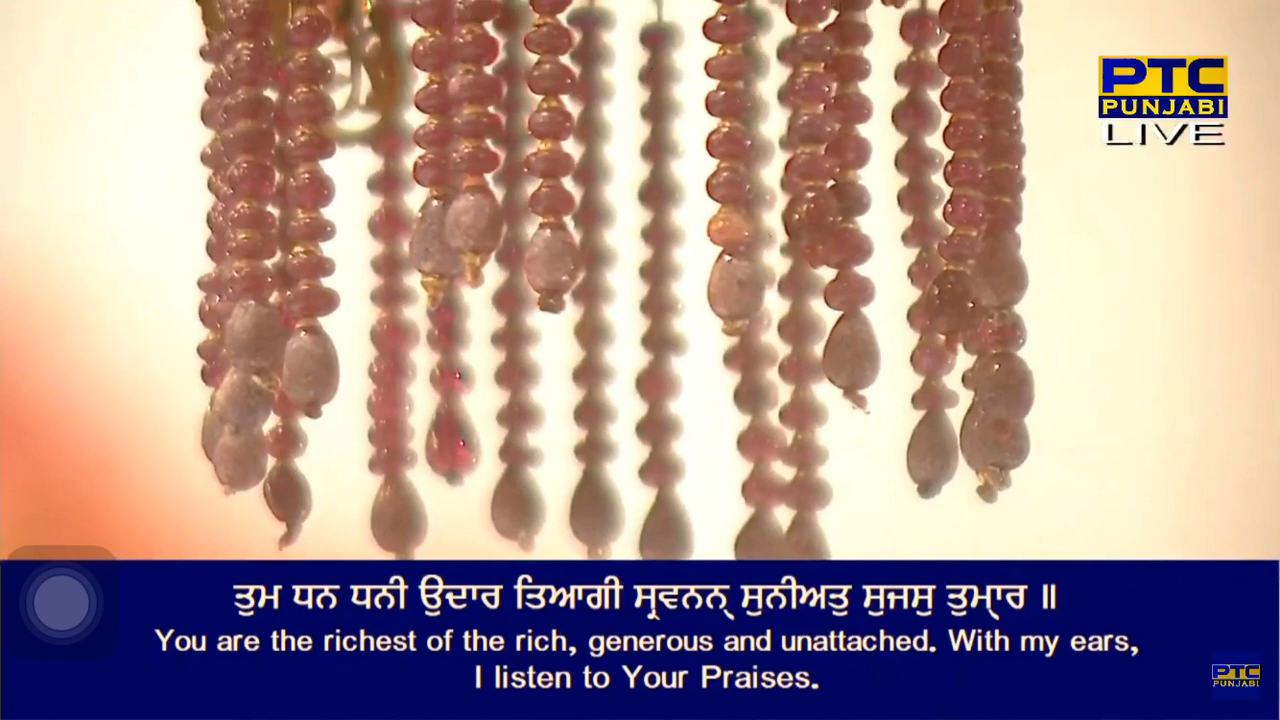 PTC
PUNJABI
LIVE
ਤੁਮ ਧਨ ਧਨੀ ਉਦਾਰ ਤਿਆਗੀ ਸ੍ਰਵਨਨ੍ ਸੁਨੀਅਤੁ ਸੁਜਸੁ ਤੁਮ੍ਾਰ ॥
You are the richest of the rich, generous and unattached. With my ears,
I listen to Your Praises.
PTC
PUNJABI